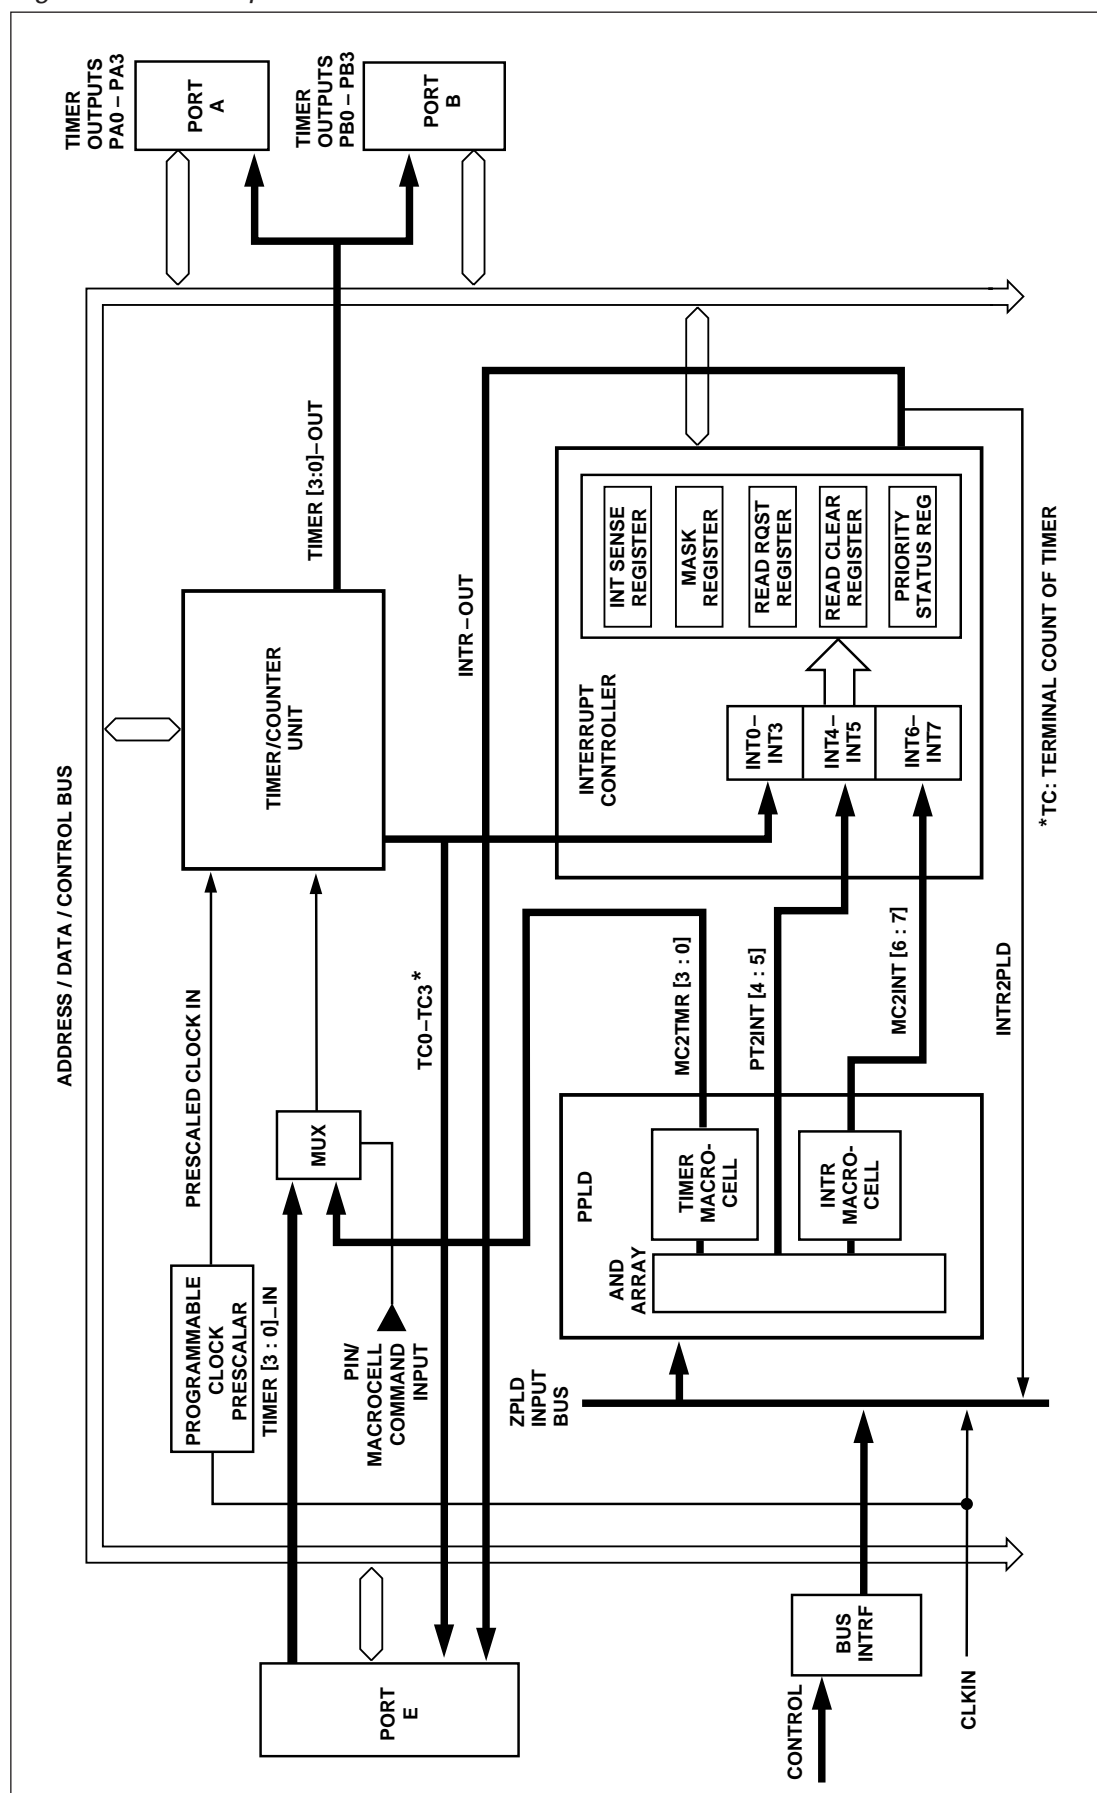 TIMER
OUTPUTS
PA0 – PA3
PORT
A
TIMER
OUTPUTS
PB0 – PB3
PORT
B
ADDRESS / DATA / CONTROL BUS
TIMER [3:0]–OUT
TIMER/COUNTER
UNIT
INTR–OUT
PRESCALED CLOCK IN
MUX
TC0–TC3*
PROGRAMMABLE
CLOCK
PRESCALAR
TIMER [3 : 0]–IN
PIN/
MACROCELL
COMMAND
INPUT
INTERRUPT
CONTROLLER
INT SENSE
REGISTER
MASK
REGISTER
READ RQST
REGISTER
READ CLEAR
REGISTER
PRIORITY
STATUS REG
INT0–
INT3
INT4–
INT5
INT6–
INT7
MC2TMR [3 : 0]
PT2INT [4 : 5]
MC2INT [6 : 7]
INTR2PLD
*TC: TERMINAL COUNT OF TIMER
PPLD
TIMER
MACRO-
CELL
INTR
MACRO-
CELL
AND
ARRAY
ZPLD
INPUT
BUS
PORT
E
BUS
INTRF
CONTROL
CLKIN